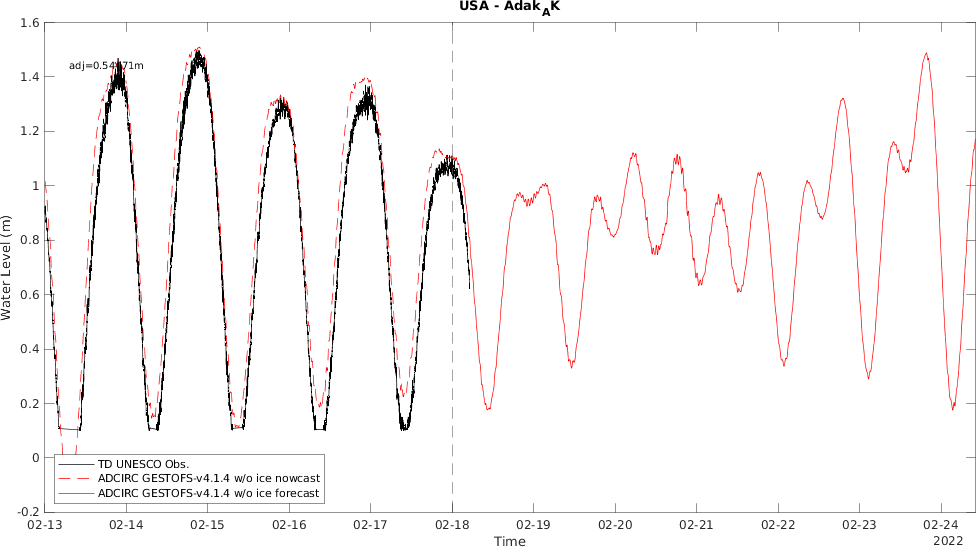 USA - Adak_AK
1.6
1.4
1.2
1
0.8
0.6
0.4
0.2
0
-0.2
Water Level (m)
TD UNESCO Obs.
ADCIRC GESTOFS-v4.1.4 w/o ice nowcast
ADCIRC GESTOFS-v4.1.4 w/o ice forecast
02-13 02-14 02-15 02-16 02-17 02-18 02-19 02-20 02-21 02-22 02-23 02-24
Time
2022